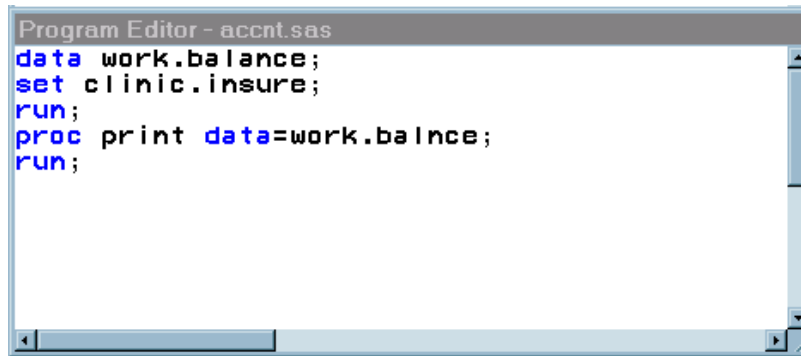 Program Editor - accnt.sas
data work.balance;
set clinic.insure;
run;
proc print data=work.balnce;
run;